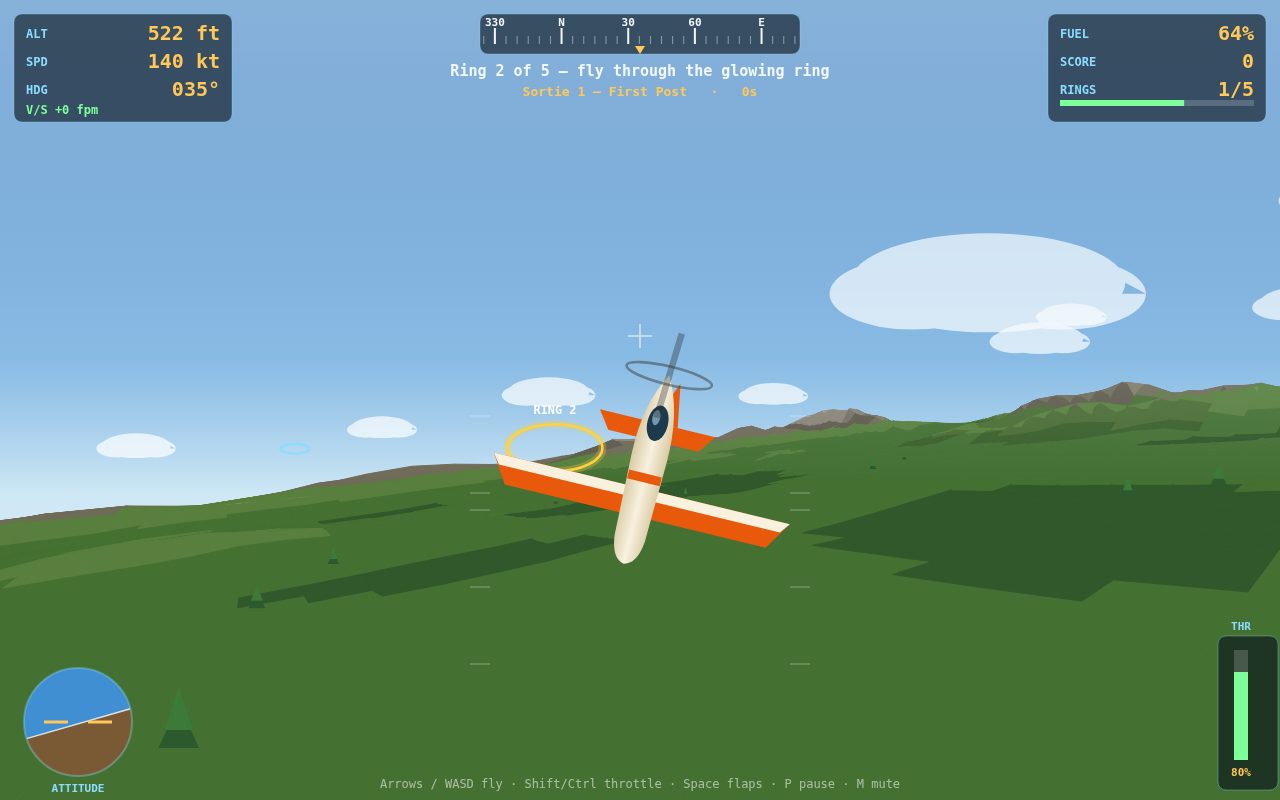 ALT 522 ft
SPD 140 kt
HDG 035°
V/S +0 fpm
330 N 30 60 E
Ring 2 of 5 — fly through the glowing ring
Sortie 1 — First Post · 0s
FUEL 64%
SCORE 0
RINGS 1/5
RING 2
THR
80%
ATTITUDE
Arrows / WASD fly · Shift/Ctrl throttle · Space flaps · P pause · M mute